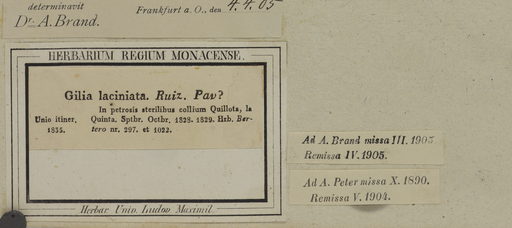 determinavit
Dr. A. Brand.
Frankfurt a. O., den 4.4.05
HERBARIUM REGIUM MONACENSE.
Gilia laciniata. Ruiz. Pav?
In petrosis sterilibus collium Quillota, la
Unio itiner. Quinta. Sptbr. Octbr. 1828. 1829. Hrb. Ber-
1835. tero nr. 297. et 1022.
Herbar. Univ. Ludov. Maximil.
Ad A. Brand missa III. 1905
Remissa IV. 1905.
Ad A. Peter missa X. 1890.
Remissa V. 1904.